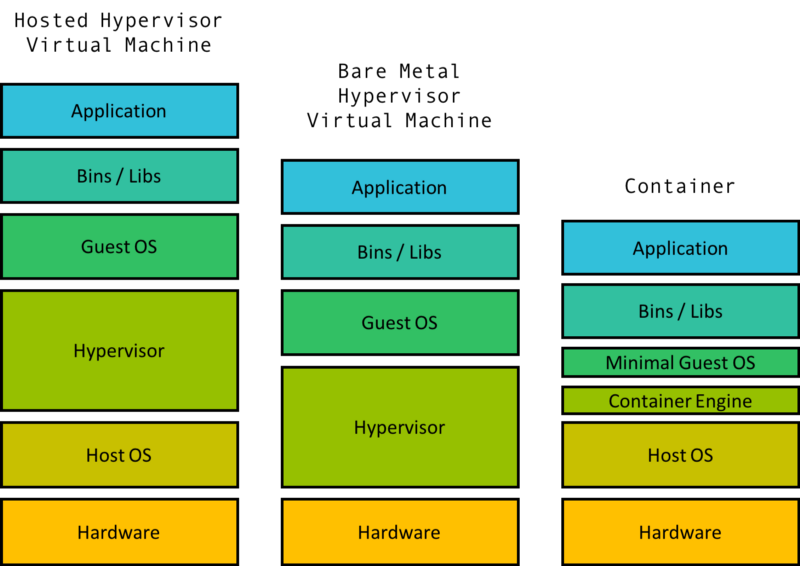 Hosted Hypervisor
Virtual Machine
Application
Bins / Libs
Guest OS
Hypervisor
Host OS
Hardware
Bare Metal
Hypervisor
Virtual Machine
Application
Bins / Libs
Guest OS
Hypervisor
Hardware
Container
Application
Bins / Libs
Minimal Guest OS
Container Engine
Host OS
Hardware